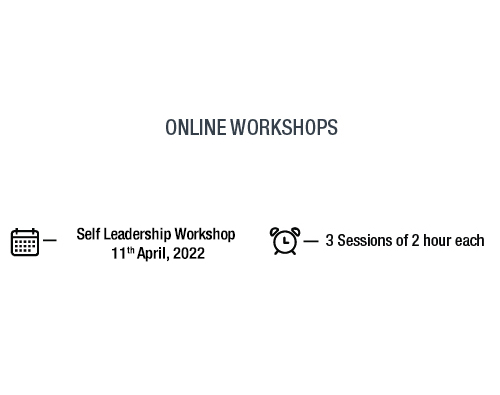 ONLINE WORKSHOPS
Self Leadership Workshop
11th April, 2022
3 Sessions of 2 hour each